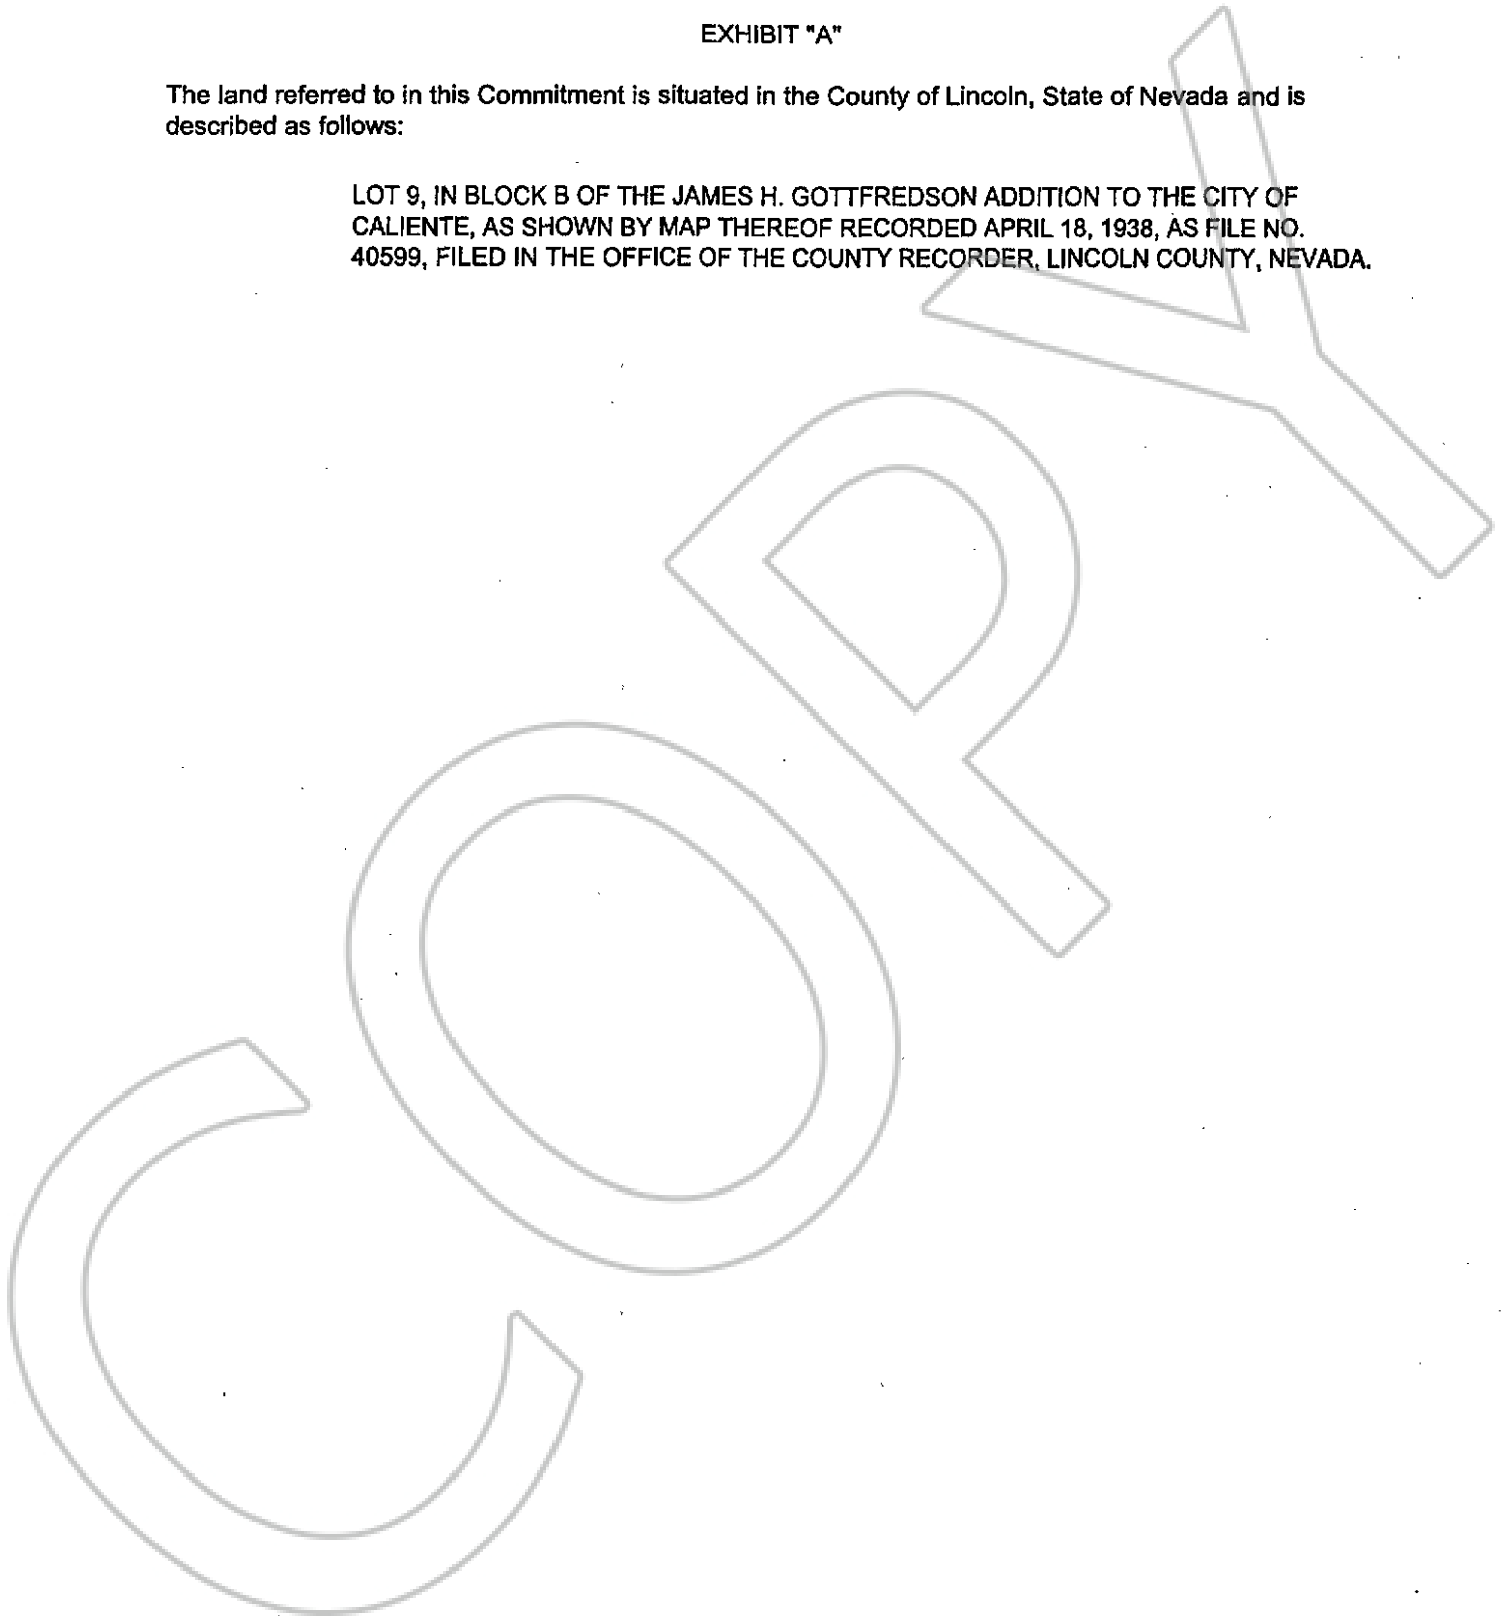 EXHIBIT "A"
The land referred to in this Commitment is situated in the County of Lincoln, State of Nevada and is
described as follows:
LOT 9, IN BLOCK B OF THE JAMES H. GOTTFREDSON ADDITION TO THE CITY OF
CALIENTE, AS SHOWN BY MAP THEREOF RECORDED APRIL 18, 1938, AS FILE NO.
40599, FILED IN THE OFFICE OF THE COUNTY RECORDER, LINCOLN COUNTY, NEVADA.
COPY